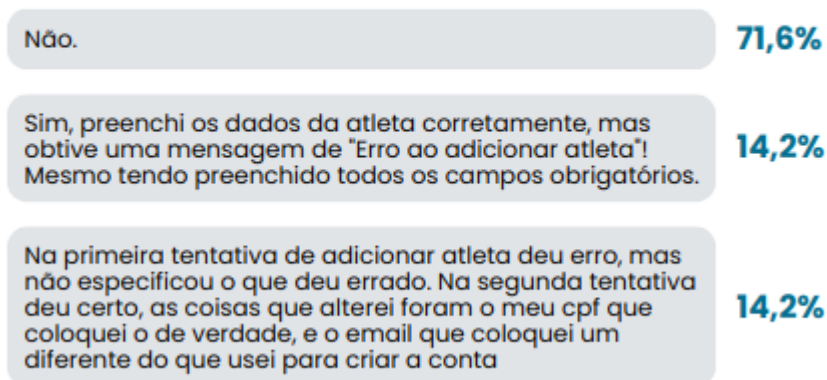 Não.
71,6%
Sim, preenchi os dados da atleta corretamente, mas
obtive uma mensagem de "Erro ao adicionar atleta"!
Mesmo tendo preenchido todos os campos obrigatórios.
14,2%
Na primeira tentativa de adicionar atleta deu erro, mas
não especificou o que deu errado. Na segunda tentativa
deu certo, as coisas que alterei foram o meu cpf que
coloquei o de verdade, e o email que coloquei um
diferente do que usei para criar a conta
14,2%